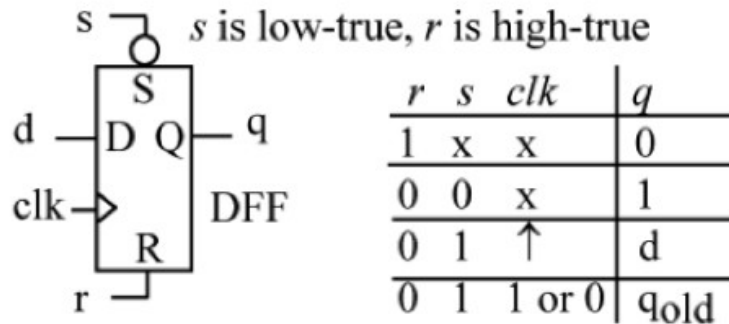 s
s is low-true, r is high-true
S
d
D
Q
q
clk
DFF
R
r
r s clk q
1 x x 0
0 0 x 1
0 1 ↑ d
0 1 1 or 0 qold